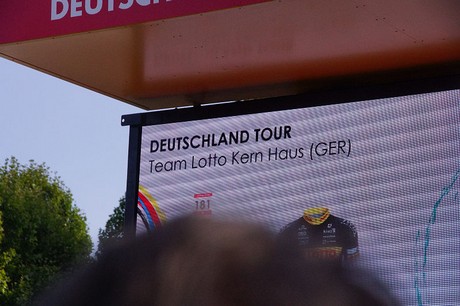 DEUTSCH
DEUTSCHLAND TOUR
Team Lotto Kern Haus (GER)
181